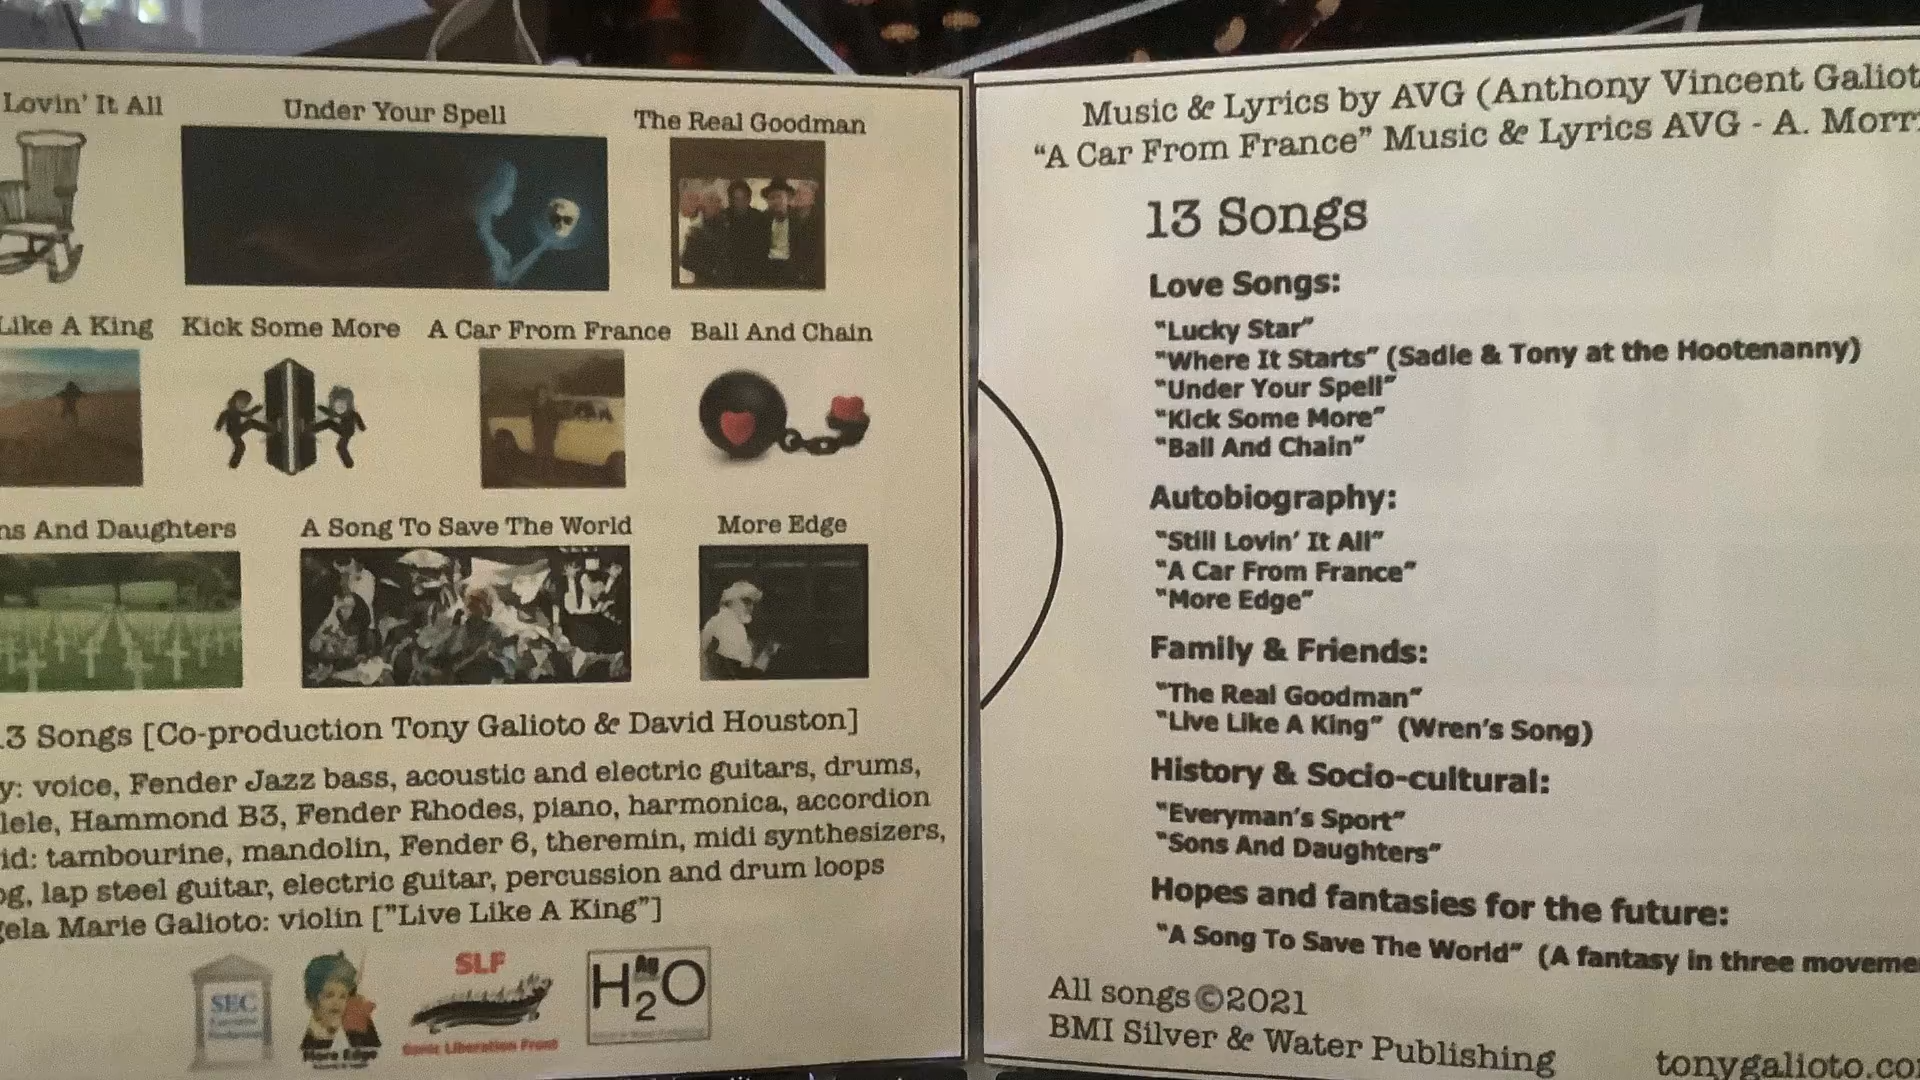 Lovin' It All
Under Your Spell
The Real Goodman
Like A King
Kick Some More
A Car From France
Ball And Chain
And Daughters
A Song To Save The World
More Edge
3 Songs [Co-production Tony Galioto & David Houston]
y: voice, Fender Jazz bass, acoustic and electric guitars, drums,
lele, Hammond B3, Fender Rhodes, piano, harmonica, accordion
id: tambourine, mandolin, Fender 6, theremin, midi synthesizers,
og, lap steel guitar, electric guitar, percussion and drum loops
gela Marie Galioto: violin ["Live Like A King"]
SEC
More Edge
SLF
Sonic Liberation Front
Ag
H2O
Music & Lyrics by AVG (Anthony Vincent Galiot
“A Car From France” Music & Lyrics AVG - A. Morr
13 Songs
Love Songs:
"Lucky Star"
"Where It Starts" (Sadie & Tony at the Hootenanny)
"Under Your Spell"
"Kick Some More"
"Ball And Chain"
Autobiography:
"Still Lovin' It All"
"A Car From France"
"More Edge"
Family & Friends:
"The Real Goodman"
"Live Like A King" (Wren's Song)
History & Socio-cultural:
"Everyman's Sport"
"Sons And Daughters"
Hopes and fantasies for the future:
"A Song To Save The World" (A fantasy in three moveme
All songs ©2021
BMI Silver & Water Publishing
tonygalioto.co